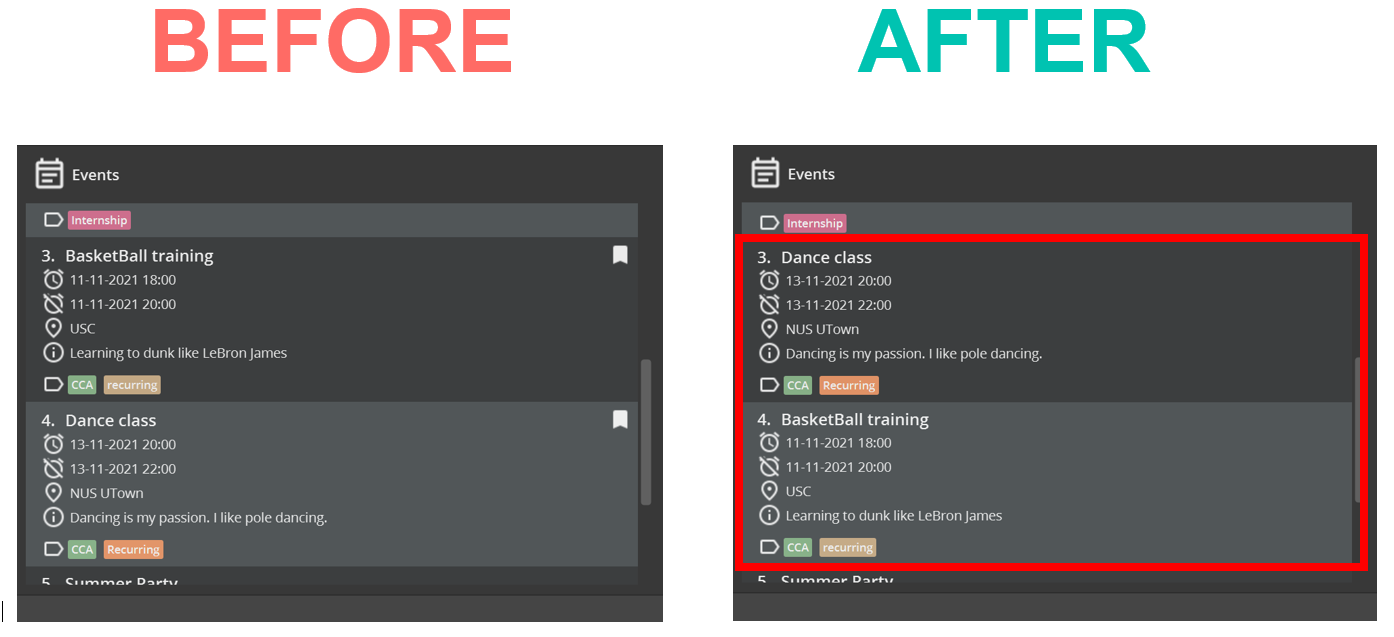 BEFORE
Events
Internship
3. BasketBall training
11-11-2021 18:00
11-11-2021 20:00
USC
Learning to dunk like LeBron James
CCA recurring
4. Dance class
13-11-2021 20:00
13-11-2021 22:00
NUS UTown
Dancing is my passion. I like pole dancing.
CCA Recurring
5. Summer Party
AFTER
Events
Internship
3. Dance class
13-11-2021 20:00
13-11-2021 22:00
NUS UTown
Dancing is my passion. I like pole dancing.
CCA Recurring
4. BasketBall training
11-11-2021 18:00
11-11-2021 20:00
USC
Learning to dunk like LeBron James
CCA recurring
5. Summer Party